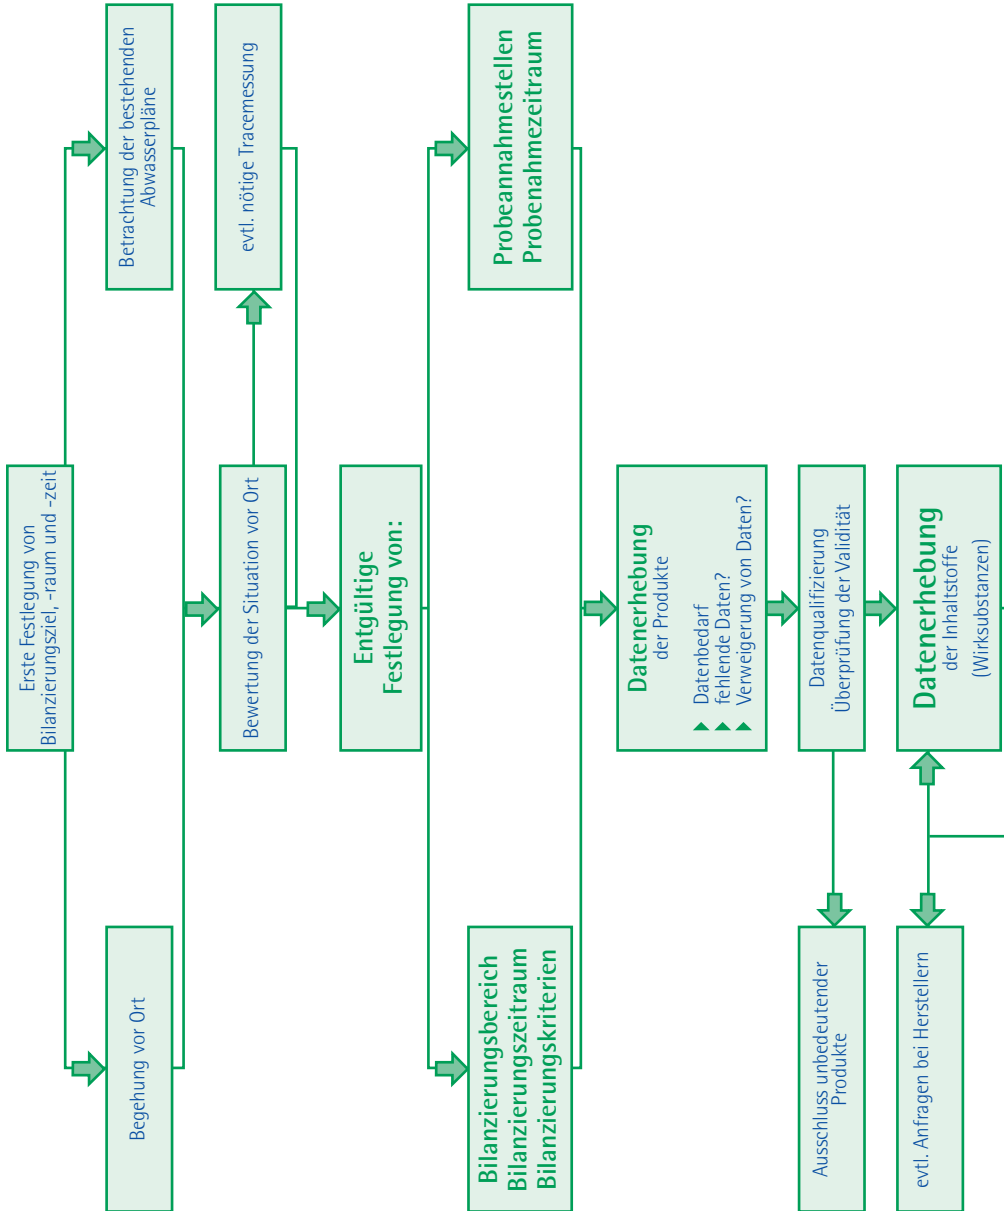 Erste Festlegung von
Bilanzierungsziel, -raum und -zeit
Begehung vor Ort
Betrachtung der bestehenden
Abwasserpläne
Bewertung der Situation vor Ort
evtl. nötige Tracemessung
Entgültige
Festlegung von:
Bilanzierungsbereich
Bilanzierungszeitraum
Bilanzierungskriterien
Probeannahmestellen
Probenahmezeitraum
Datenerhebung
der Produkte
Datenbedarf
fehlende Daten?
Verweigerung von Daten?
Datenqualifizierung
Überprüfung der Validität
Ausschluss unbedeutender
Produkte
Datenerhebung
der Inhaltstoffe
(Wirksubstanzen)
evtl. Anfragen bei Herstellern